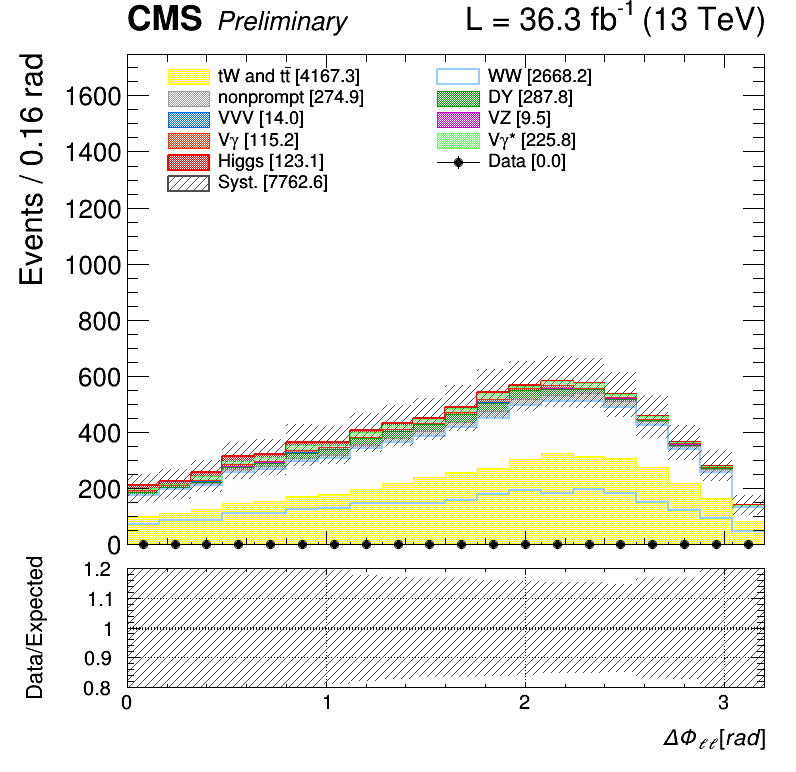 CMS Preliminary L = 36.3 fb⁻¹ (13 TeV)
Events / 0.16 rad
tW and tt̄ [4167.3] WW [2668.2]
nonprompt [274.9] DY [287.8]
VVV [14.0] VZ [9.5]
Vγ [115.2] Vγ* [225.8]
Higgs [123.1] Data [0.0]
Syst. [7762.6]
1600
1400
1200
1000
800
600
400
200
0
Data/Expected
1.2
1.1
1
0.9
0.8
0 1 2 3
ΔΦℓℓ[rad]